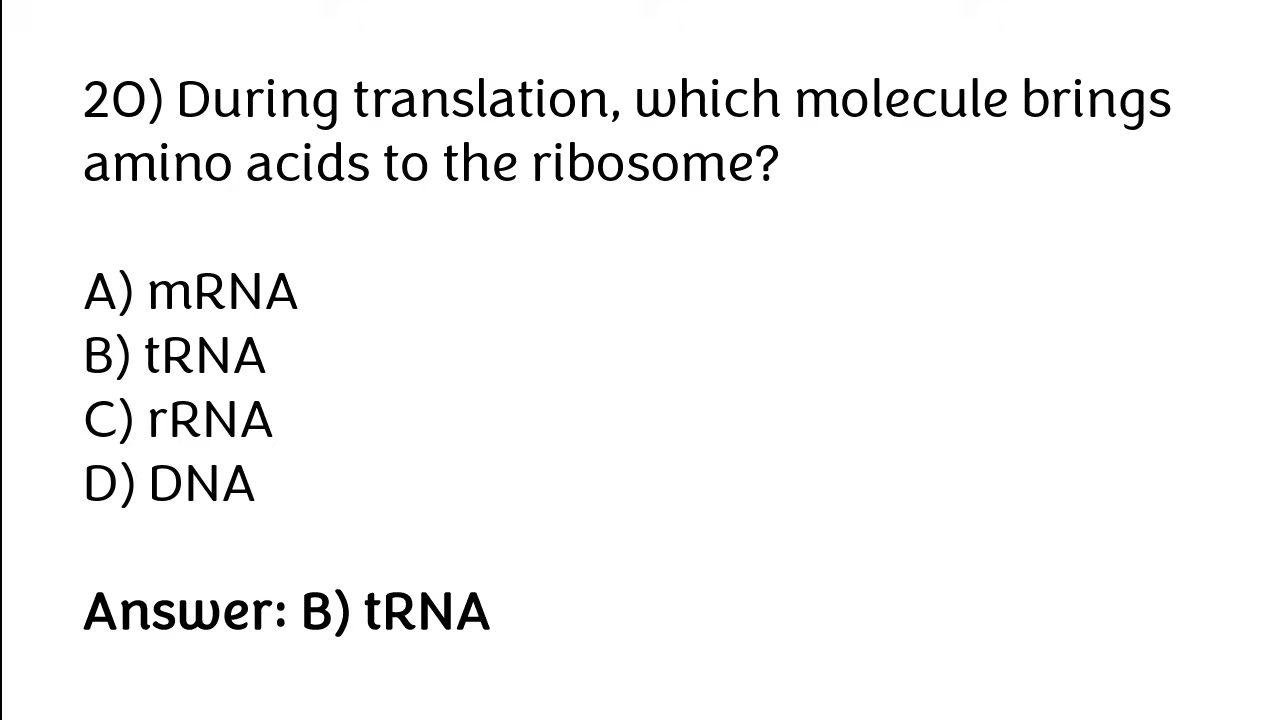 20) During translation, which molecule brings
amino acids to the ribosome?
A) mRNA
B) tRNA
C) rRNA
D) DNA
Answer: B) tRNA